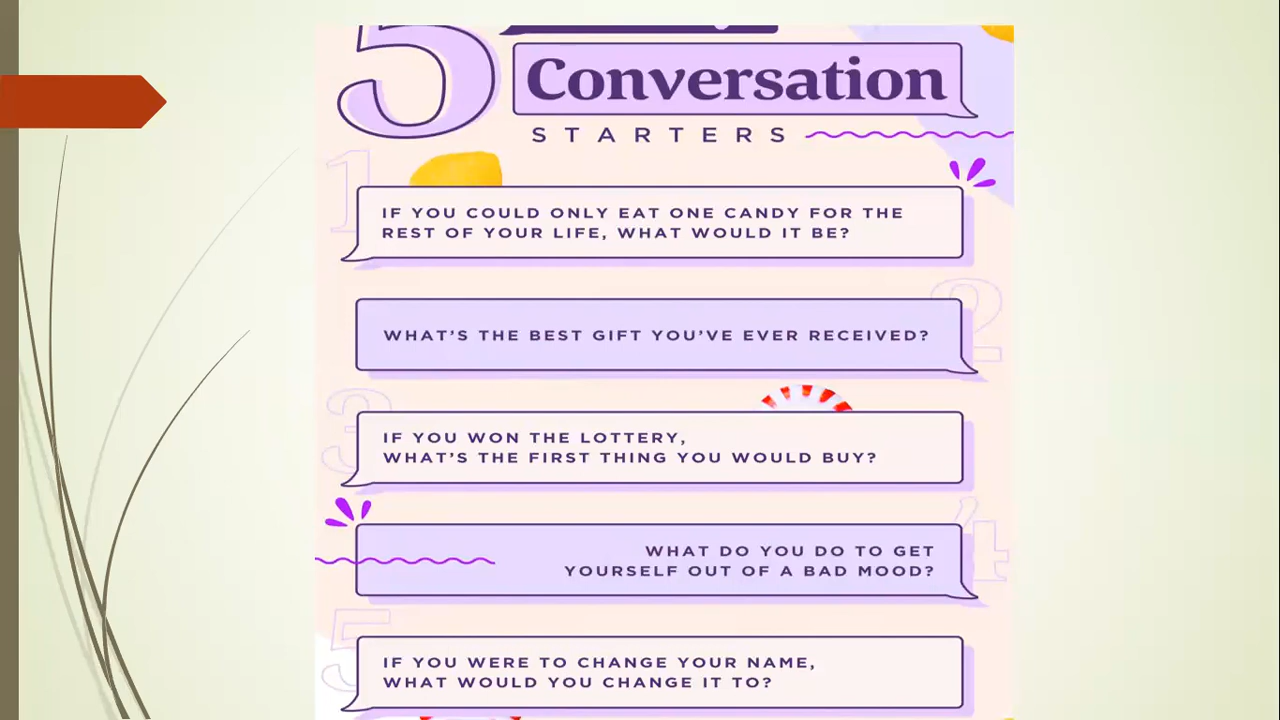 5
Conversation
STARTERS
1
IF YOU COULD ONLY EAT ONE CANDY FOR THE
REST OF YOUR LIFE, WHAT WOULD IT BE?
2
WHAT'S THE BEST GIFT YOU'VE EVER RECEIVED?
3
IF YOU WON THE LOTTERY,
WHAT'S THE FIRST THING YOU WOULD BUY?
4
WHAT DO YOU DO TO GET
YOURSELF OUT OF A BAD MOOD?
5
IF YOU WERE TO CHANGE YOUR NAME,
WHAT WOULD YOU CHANGE IT TO?